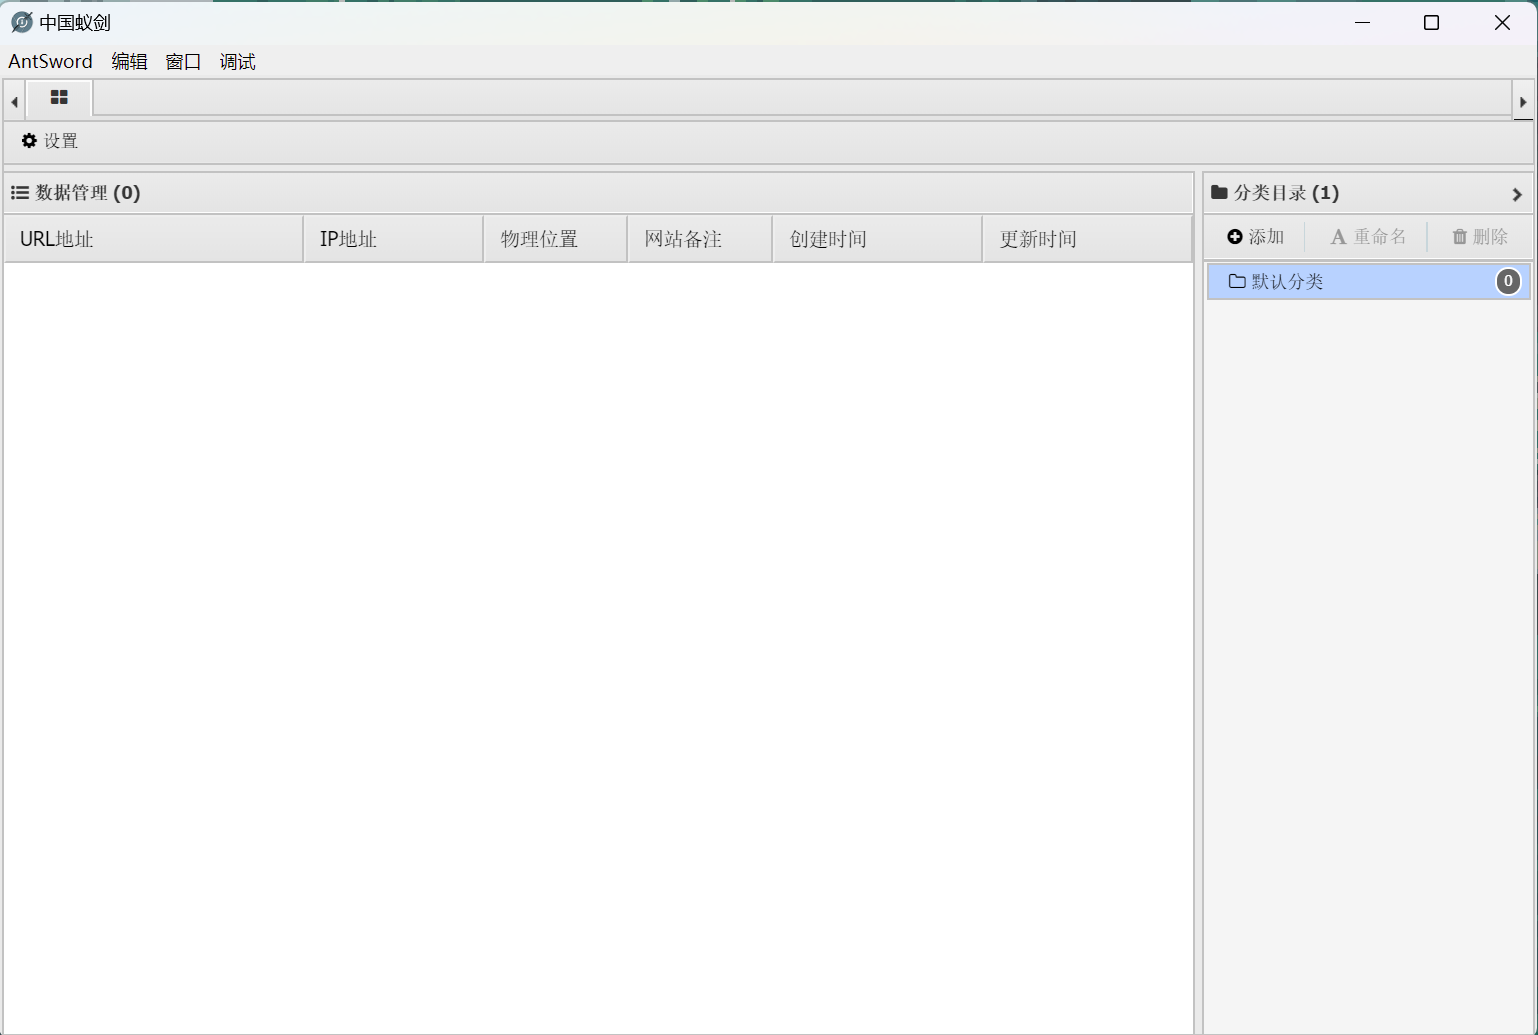 中国蚁剑
AntSword 编辑 窗口 调试
设置
数据管理 (0)
URL地址 IP地址 物理位置 网站备注 创建时间 更新时间
分类目录 (1)
添加 A 重命名 删除
默认分类 0